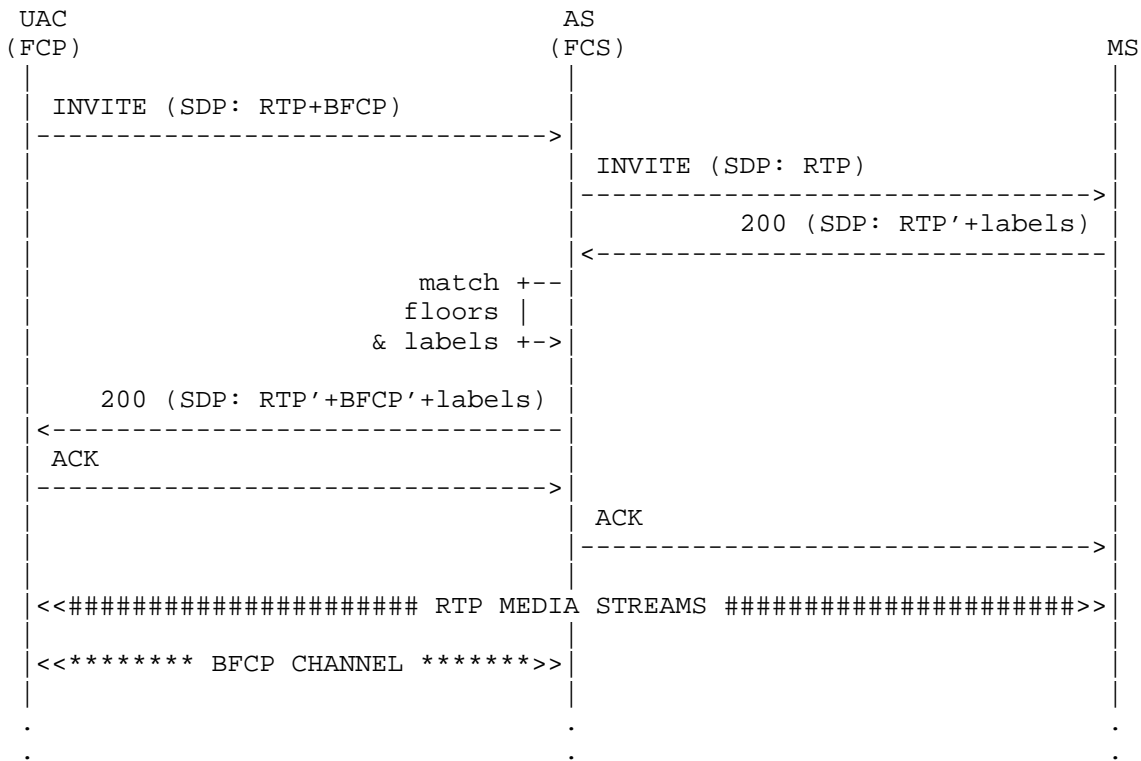 UAC AS
(FCP) (FCS) MS
INVITE (SDP: RTP+BFCP)
INVITE (SDP: RTP)
200 (SDP: RTP'+labels)
match
floors
& labels
200 (SDP: RTP'+BFCP'+labels)
ACK
ACK
RTP MEDIA STREAMS
BFCP CHANNEL